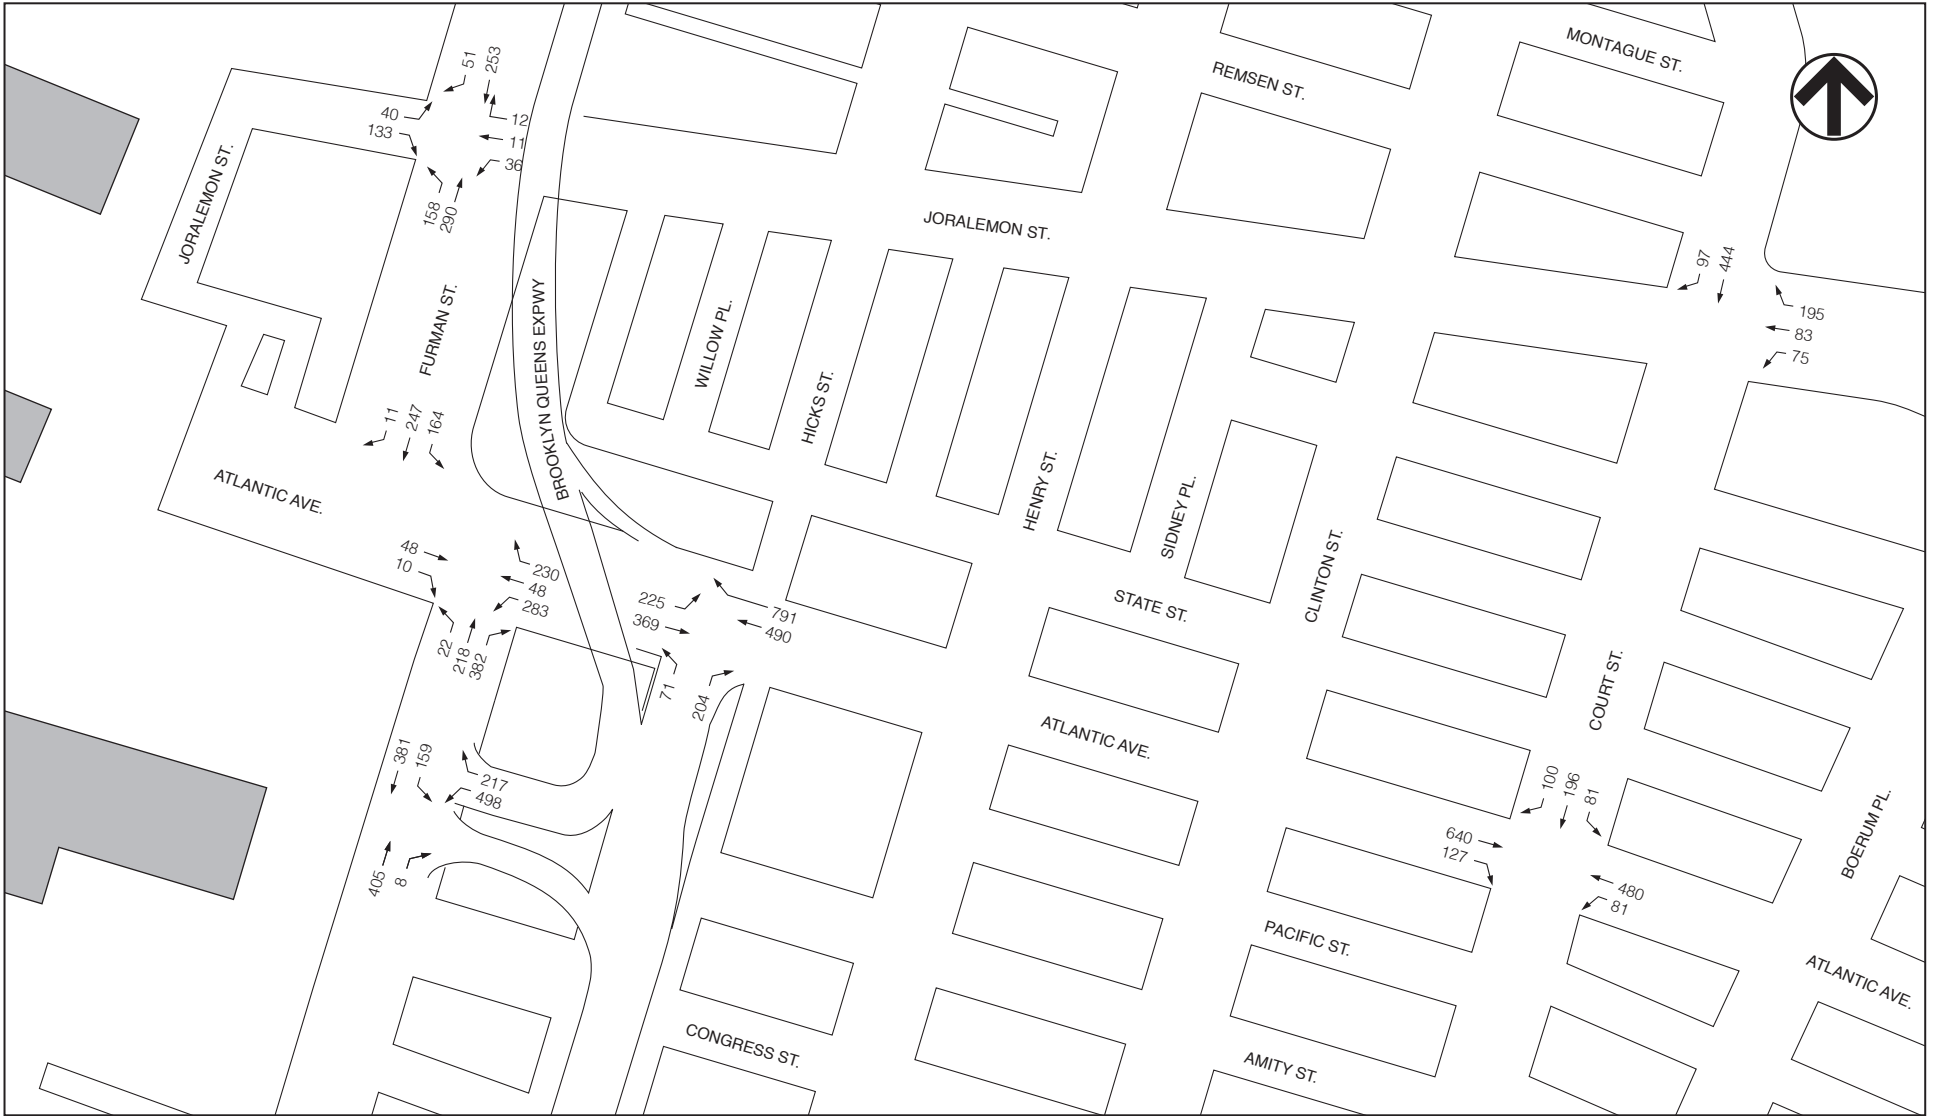 MONTAGUE ST.
REMSEN ST.
51
253
40
133
12
11
36
158
290
JORALEMON ST.
JORALEMON ST.
97
444
195
83
75
FURMAN ST.
BROOKLYN QUEENS EXPWY
WILLOW PL.
HICKS ST.
HENRY ST.
SIDNEY PL.
CLINTON ST.
11
247
164
ATLANTIC AVE.
48
10
230
48
283
22
218
382
225
369
791
490
71
204
STATE ST.
COURT ST.
ATLANTIC AVE.
381
159
217
498
405
8
100
196
81
640
127
480
81
BOERUM PL.
PACIFIC ST.
ATLANTIC AVE.
CONGRESS ST.
AMITY ST.